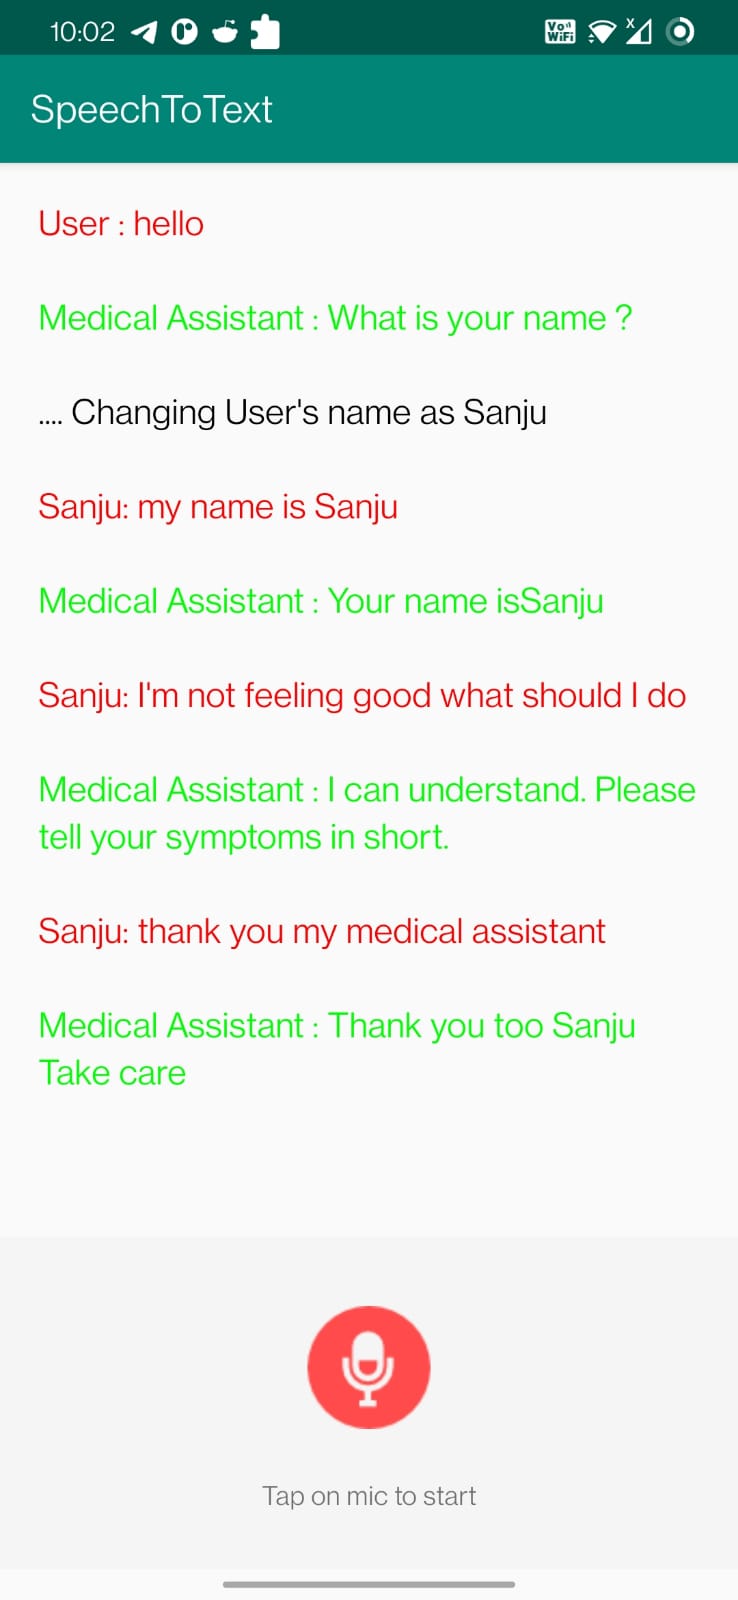 10:02 Vo)) WiFi X
SpeechToText
User : hello
Medical Assistant : What is your name ?
.... Changing User's name as Sanju
Sanju: my name is Sanju
Medical Assistant : Your name isSanju
Sanju: I'm not feeling good what should I do
Medical Assistant : I can understand. Please
tell your symptoms in short.
Sanju: thank you my medical assistant
Medical Assistant : Thank you too Sanju
Take care
Tap on mic to start